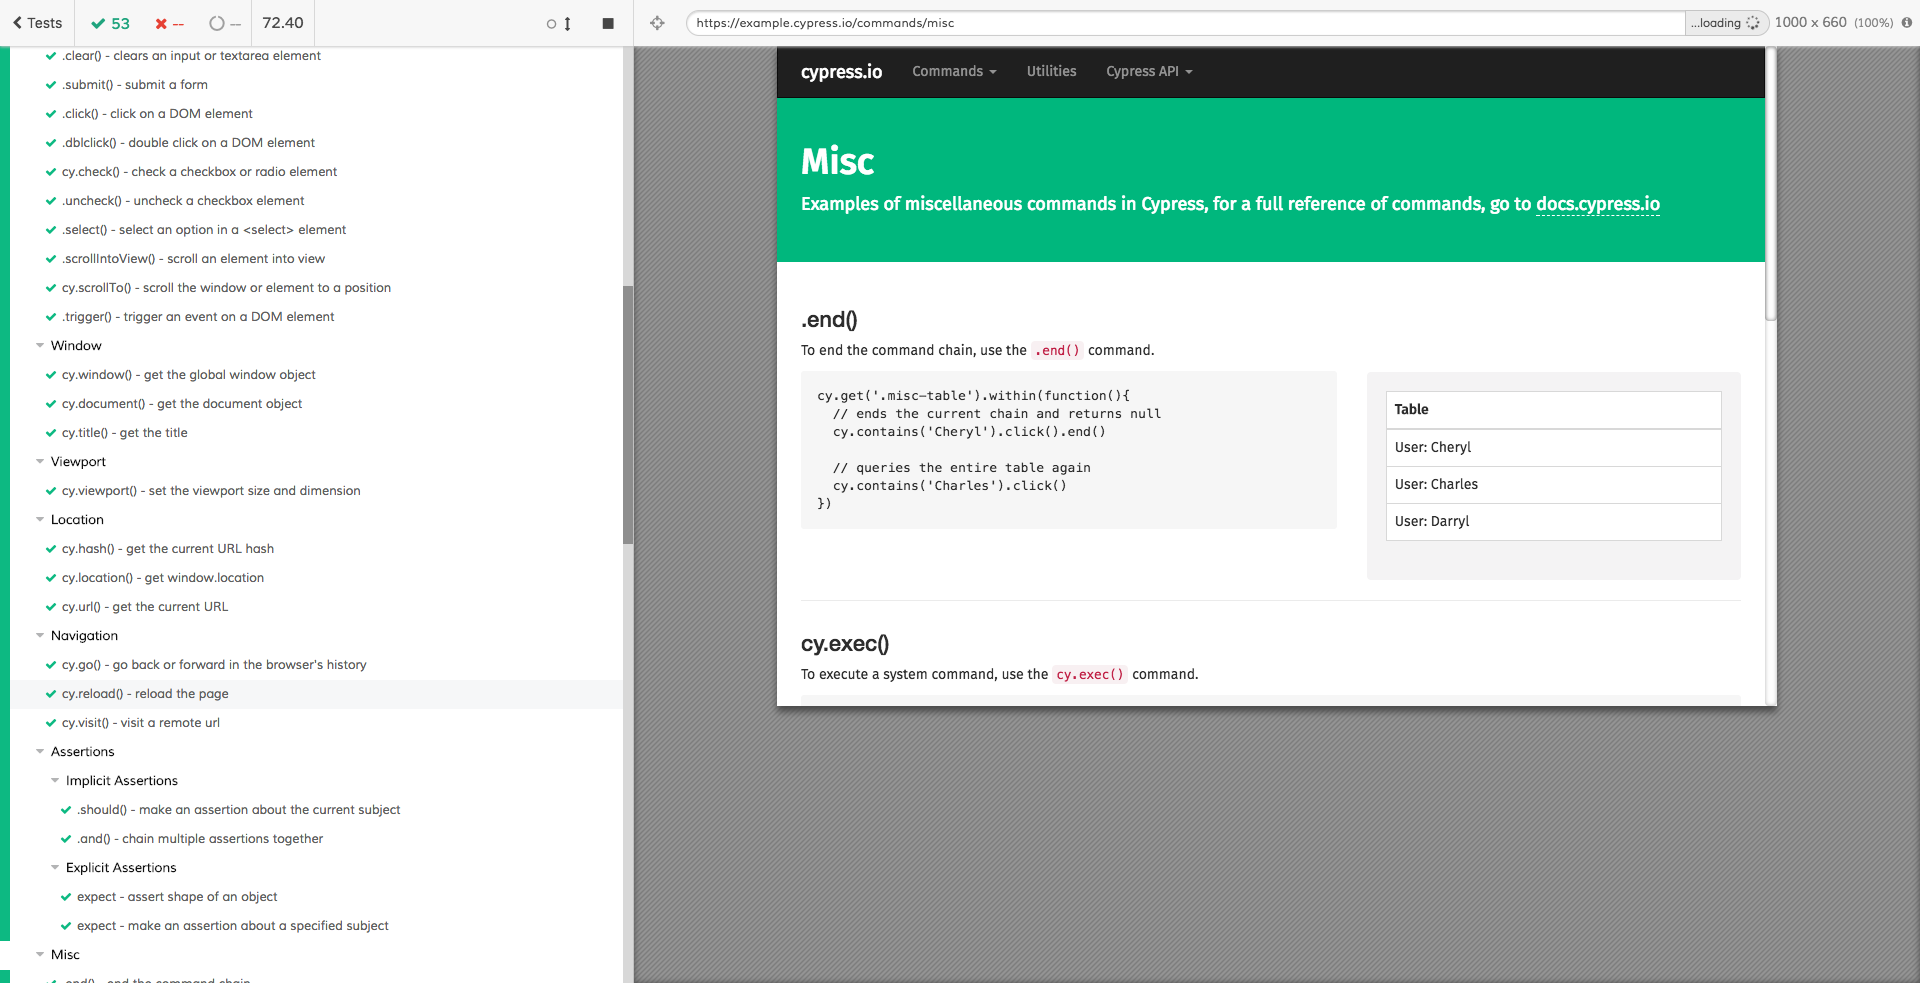 Tests 53 -- -- 72.40
https://example.cypress.io/commands/misc ...loading 1000 x 660 (100%)
.clear() - clears an input or textarea element
.submit() - submit a form
.click() - click on a DOM element
.dblclick() - double click on a DOM element
cy.check() - check a checkbox or radio element
.uncheck() - uncheck a checkbox element
.select() - select an option in a <select> element
.scrollIntoView() - scroll an element into view
cy.scrollTo() - scroll the window or element to a position
.trigger() - trigger an event on a DOM element
Window
cy.window() - get the global window object
cy.document() - get the document object
cy.title() - get the title
Viewport
cy.viewport() - set the viewport size and dimension
Location
cy.hash() - get the current URL hash
cy.location() - get window.location
cy.url() - get the current URL
Navigation
cy.go() - go back or forward in the browser's history
cy.reload() - reload the page
cy.visit() - visit a remote url
Assertions
Implicit Assertions
.should() - make an assertion about the current subject
.and() - chain multiple assertions together
Explicit Assertions
expect - assert shape of an object
expect - make an assertion about a specified subject
Misc
.end() - end the command chain
cypress.io Commands Utilities Cypress API
Misc
Examples of miscellaneous commands in Cypress, for a full reference of commands, go to docs.cypress.io
.end()
To end the command chain, use the .end() command.
cy.get('.misc-table').within(function(){
// ends the current chain and returns null
cy.contains('Cheryl').click().end()
// queries the entire table again
cy.contains('Charles').click()
})
Table
User: Cheryl
User: Charles
User: Darryl
cy.exec()
To execute a system command, use the cy.exec() command.